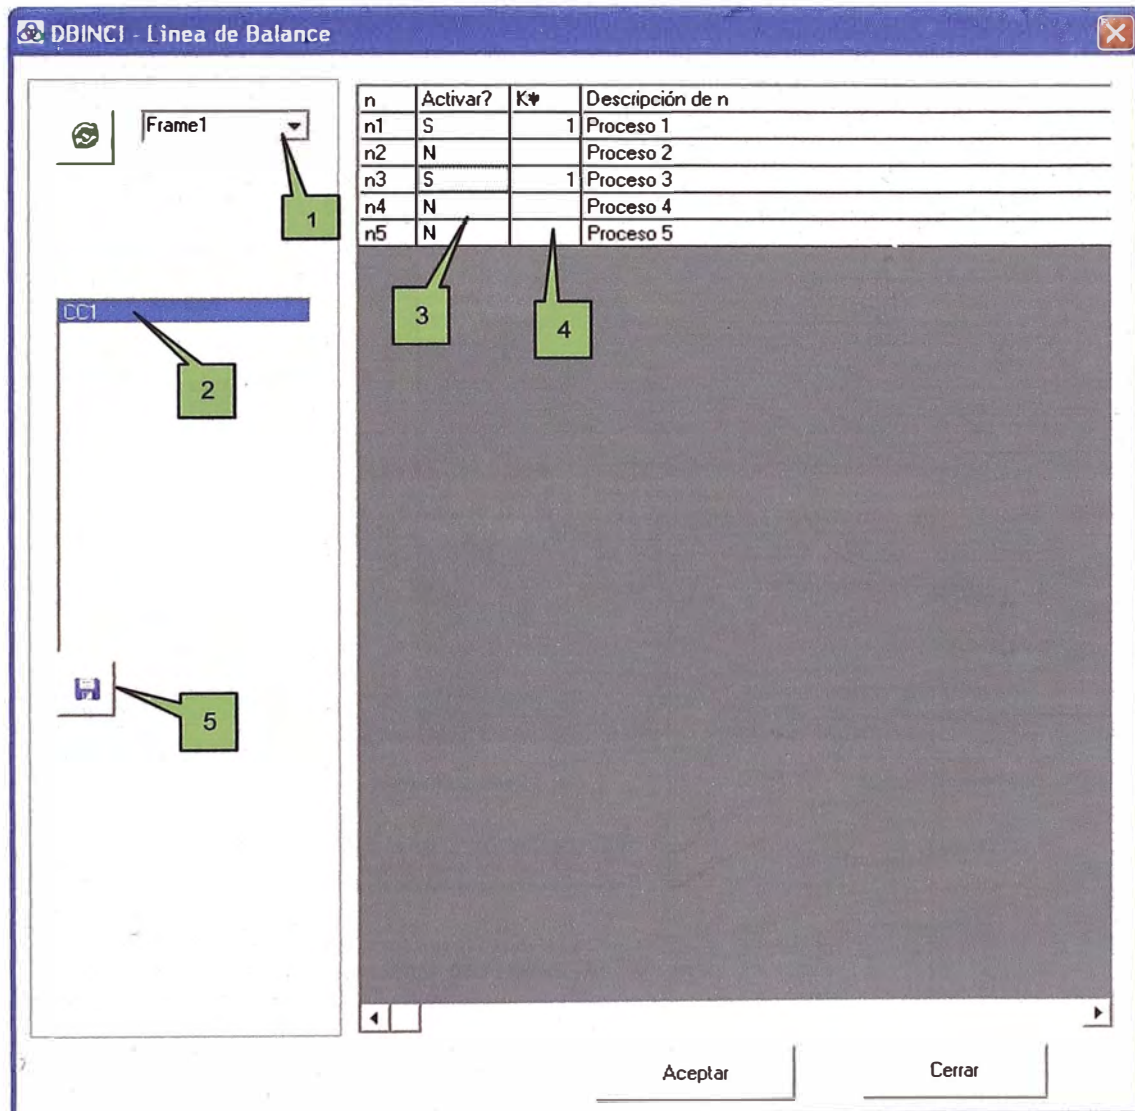 DBINCI - Linea de Balance
Frame1
1
CC1
2
5
n Activar? K Descripción de n
n1 S 1 Proceso 1
n2 N Proceso 2
n3 S 1 Proceso 3
n4 N Proceso 4
n5 N Proceso 5
3
4
Aceptar Cerrar